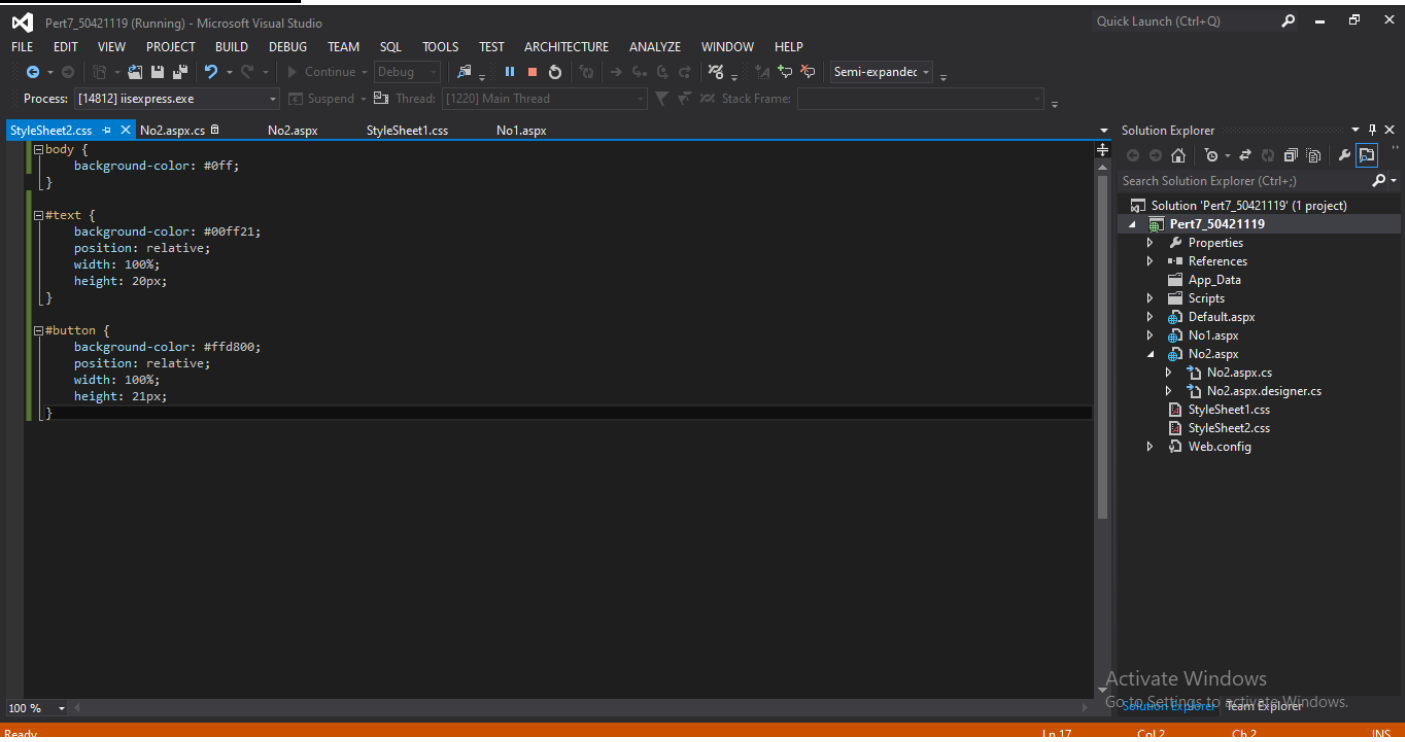 Pert7_50421119 (Running) - Microsoft Visual Studio
Quick Launch (Ctrl+Q)
FILE EDIT VIEW PROJECT BUILD DEBUG TEAM SQL TOOLS TEST ARCHITECTURE ANALYZE WINDOW HELP
Continue Debug Semi-expanded
Process: [14812] iisexpress.exe Suspend Thread: [1220] Main Thread Stack Frame:
StyleSheet2.css No2.aspx.cs No2.aspx StyleSheet1.css No1.aspx
body {
background-color: #0ff;
}
#text {
background-color: #00ff21;
position: relative;
width: 100%;
height: 20px;
}
#button {
background-color: #ffd800;
position: relative;
width: 100%;
height: 21px;
}
100 %
Solution Explorer
Search Solution Explorer (Ctrl+;)
Solution 'Pert7_50421119' (1 project)
Pert7_50421119
Properties
References
App_Data
Scripts
Default.aspx
No1.aspx
No2.aspx
No2.aspx.cs
No2.aspx.designer.cs
StyleSheet1.css
StyleSheet2.css
Web.config
Activate Windows
Go to Settings to activate Windows.
Solution Explorer Team Explorer
Ready Ln 17 Col 2 Ch 2 INS